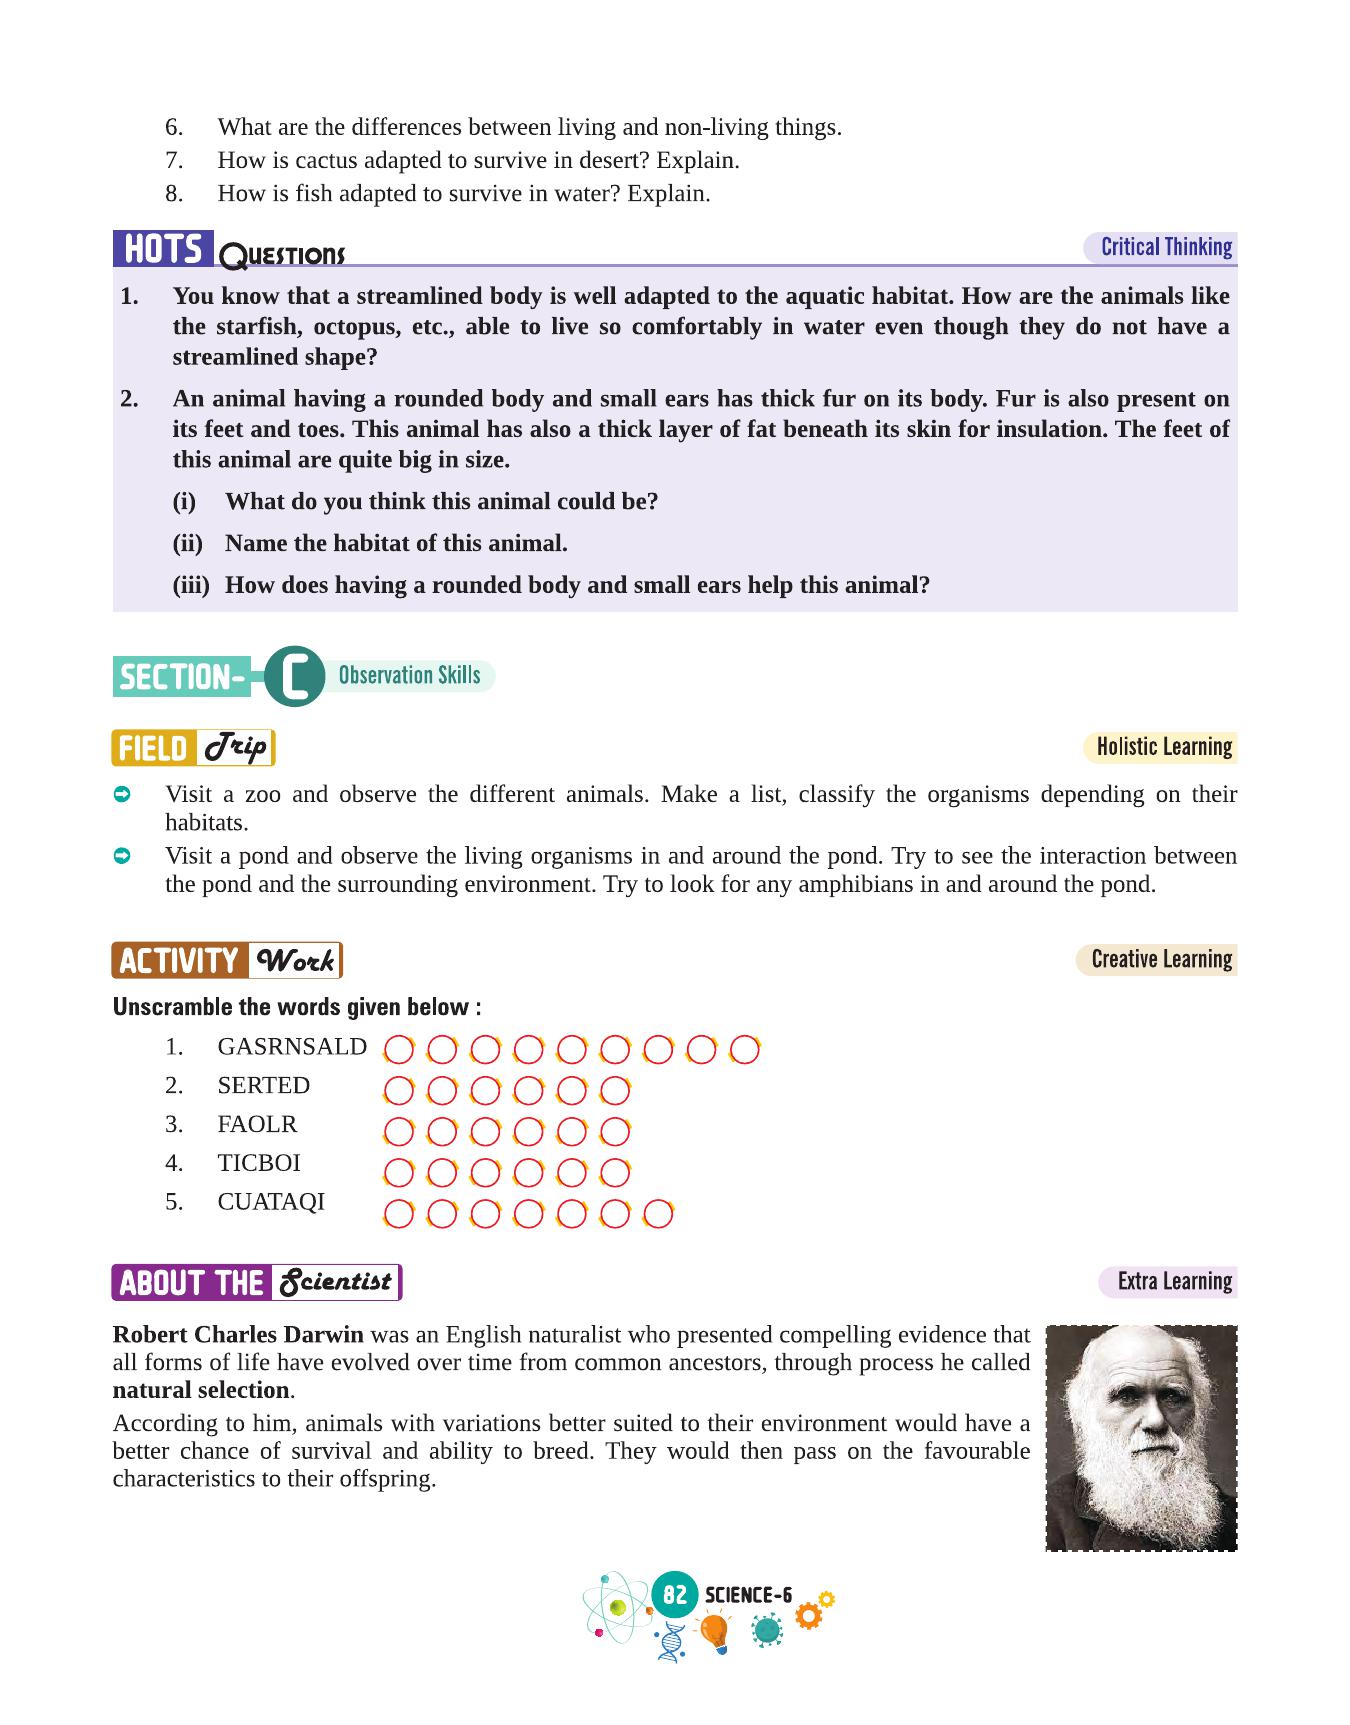 6. What are the differences between living and non-living things.
7. How is cactus adapted to survive in desert? Explain.
8. How is fish adapted to survive in water? Explain.
HOTS QUESTIONS Critical Thinking
1. You know that a streamlined body is well adapted to the aquatic habitat. How are the animals like
the starfish, octopus, etc., able to live so comfortably in water even though they do not have a
streamlined shape?
2. An animal having a rounded body and small ears has thick fur on its body. Fur is also present on
its feet and toes. This animal has also a thick layer of fat beneath its skin for insulation. The feet of
this animal are quite big in size.
(i) What do you think this animal could be?
(ii) Name the habitat of this animal.
(iii) How does having a rounded body and small ears help this animal?
SECTION- C Observation Skills
FIELD Trip Holistic Learning
Visit a zoo and observe the different animals. Make a list, classify the organisms depending on their
habitats.
Visit a pond and observe the living organisms in and around the pond. Try to see the interaction between
the pond and the surrounding environment. Try to look for any amphibians in and around the pond.
ACTIVITY Work Creative Learning
Unscramble the words given below :
1. GASRNSALD
2. SERTED
3. FAOLR
4. TICBOI
5. CUATAQI
ABOUT THE Scientist Extra Learning
Robert Charles Darwin was an English naturalist who presented compelling evidence that
all forms of life have evolved over time from common ancestors, through process he called
natural selection.
According to him, animals with variations better suited to their environment would have a
better chance of survival and ability to breed. They would then pass on the favourable
characteristics to their offspring.
82 SCIENCE-6